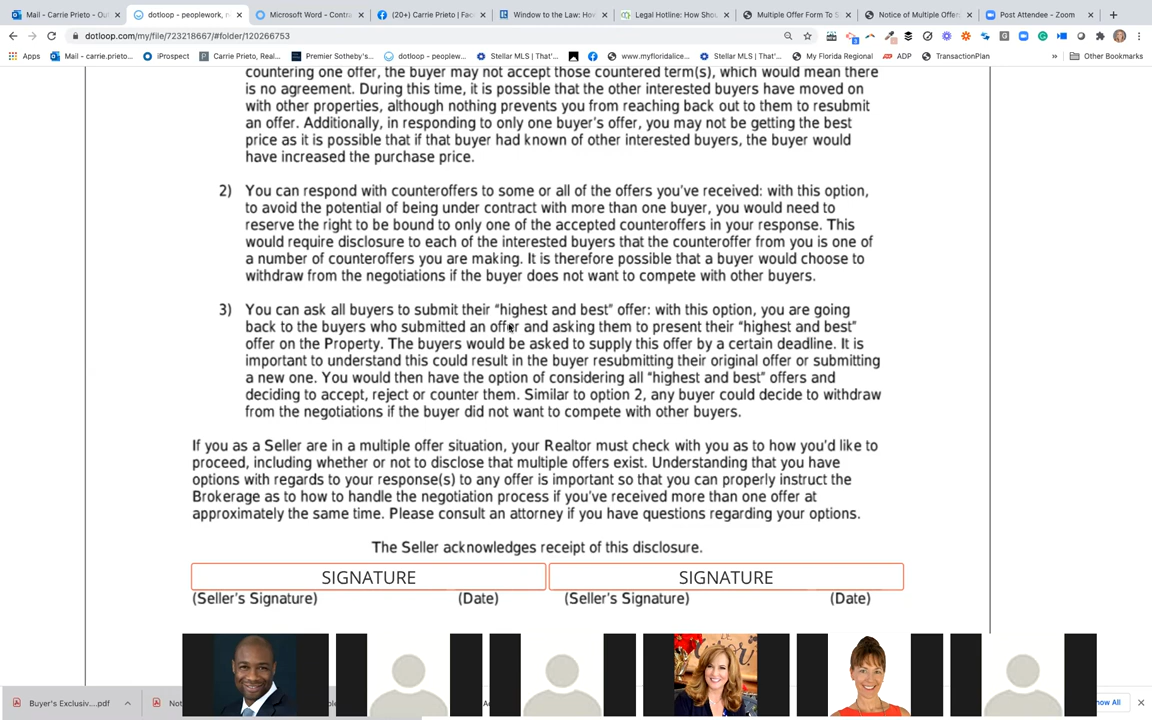 Mail - Carrie Prieto - Out
dotloop - peoplework, n
Microsoft Word - Contra
(20+) Carrie Prieto | Fac
Window to the Law: Ho
Legal Hotline: How Shou
Multiple Offer Form To S
Notice of Multiple Offer
Post Attendee - Zoom
dotloop.com/my/file/723218667/#folder/120266753
Apps
Mail - carrie.prieto...
iProspect
Carrie Prieto, Real...
Premier Sotheby's...
dotloop - peoplew...
Stellar MLS | That'...
www.myfloridalice...
Stellar MLS | That'...
My Florida Regional
ADP
TransactionPlan
Other Bookmarks
countering one offer, the buyer may not accept those countered term(s), which would mean there
is no agreement. During this time, it is possible that the other interested buyers have moved on
with other properties, although nothing prevents you from reaching back out to them to resubmit
an offer. Additionally, in responding to only one buyer's offer, you may not be getting the best
price as it is possible that if that buyer had known of other interested buyers, the buyer would
have increased the purchase price.
2) You can respond with counteroffers to some or all of the offers you've received: with this option,
to avoid the potential of being under contract with more than one buyer, you would need to
reserve the right to be bound to only one of the accepted counteroffers in your response. This
would require disclosure to each of the interested buyers that the counteroffer from you is one of
a number of counteroffers you are making. It is therefore possible that a buyer would choose to
withdraw from the negotiations if the buyer does not want to compete with other buyers.
3) You can ask all buyers to submit their “highest and best” offer: with this option, you are going
back to the buyers who submitted an offer and asking them to present their “highest and best”
offer on the Property. The buyers would be asked to supply this offer by a certain deadline. It is
important to understand this could result in the buyer resubmitting their original offer or submitting
a new one. You would then have the option of considering all “highest and best” offers and
deciding to accept, reject or counter them. Similar to option 2, any buyer could decide to withdraw
from the negotiations if the buyer did not want to compete with other buyers.
If you as a Seller are in a multiple offer situation, your Realtor must check with you as to how you'd like to
proceed, including whether or not to disclose that multiple offers exist. Understanding that you have
options with regards to your response(s) to any offer is important so that you can properly instruct the
Brokerage as to how to handle the negotiation process if you've received more than one offer at
approximately the same time. Please consult an attorney if you have questions regarding your options.
The Seller acknowledges receipt of this disclosure.
SIGNATURE SIGNATURE
(Seller's Signature) (Date) (Seller's Signature) (Date)
Buyer's Exclusiv....pdf
Not